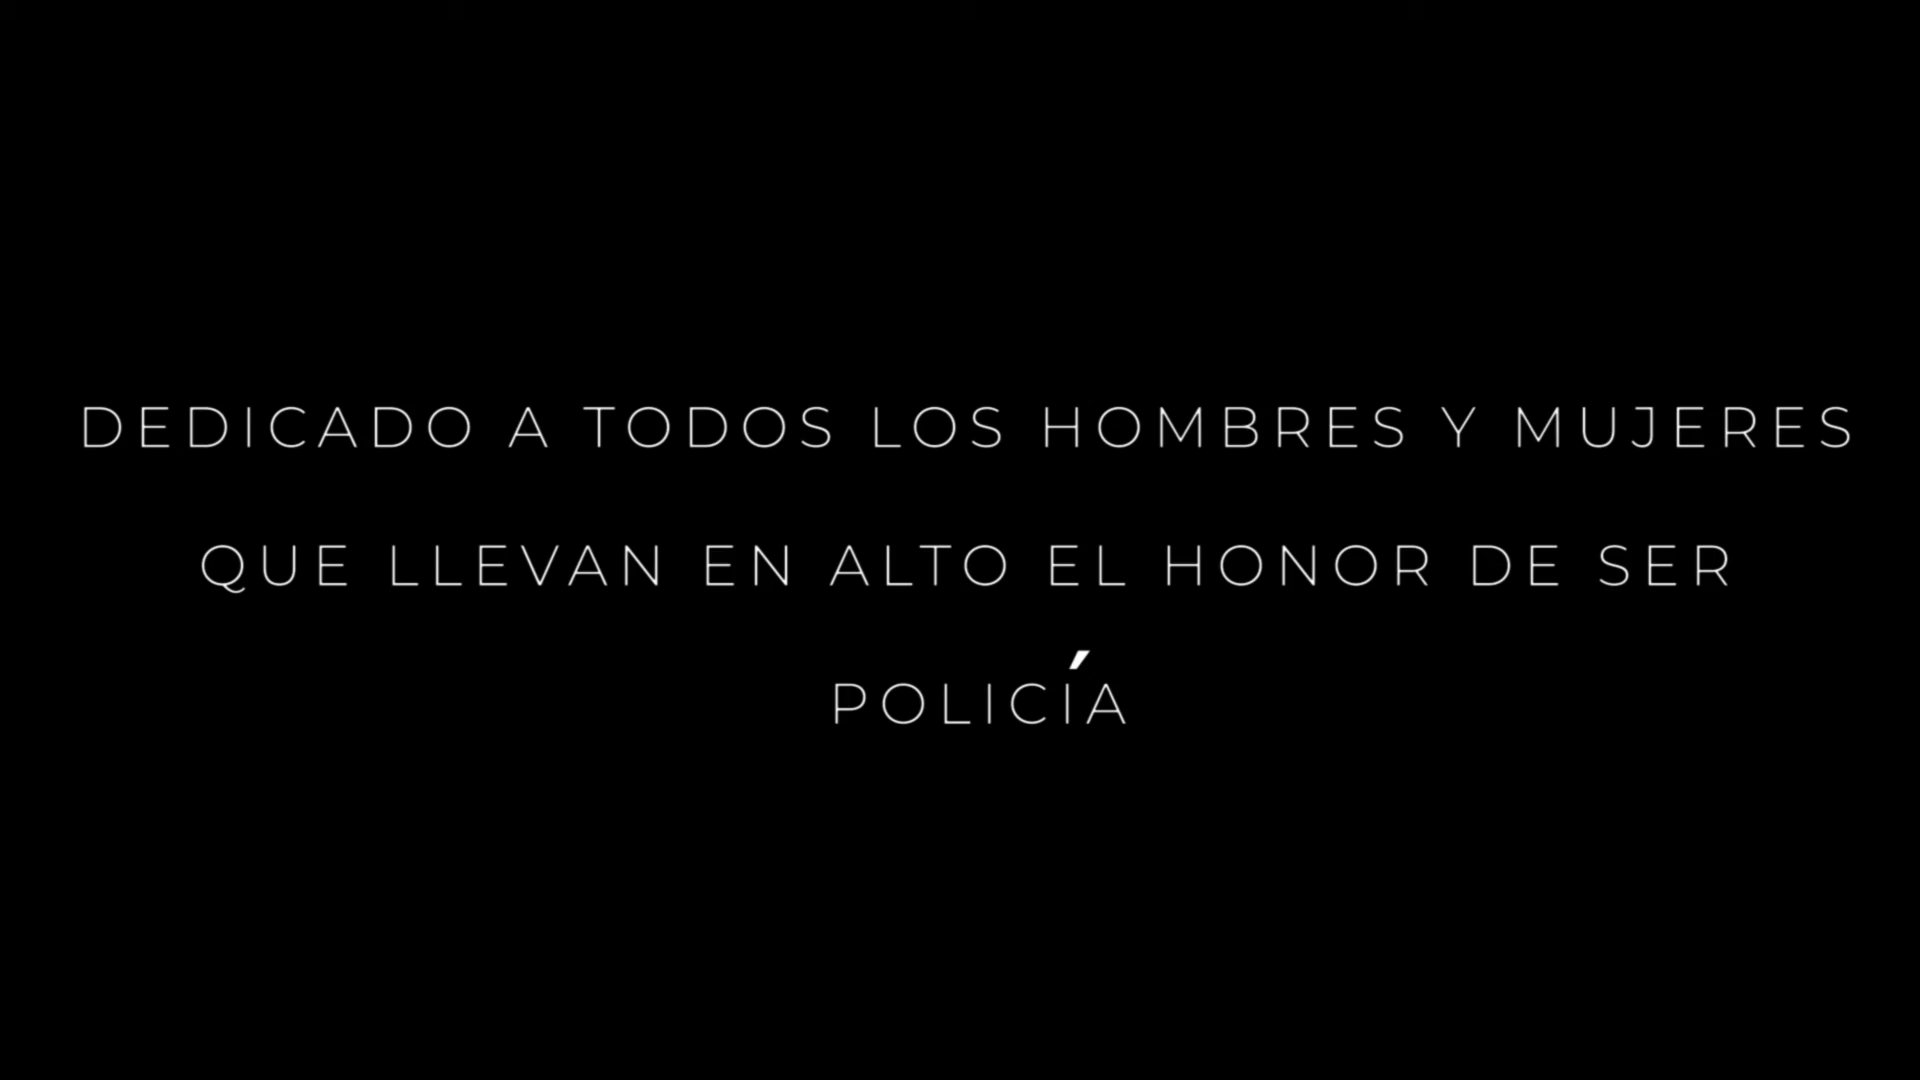 DEDICADO A TODOS LOS HOMBRES Y MUJERES
QUE LLEVAN EN ALTO EL HONOR DE SER
POLICÍA